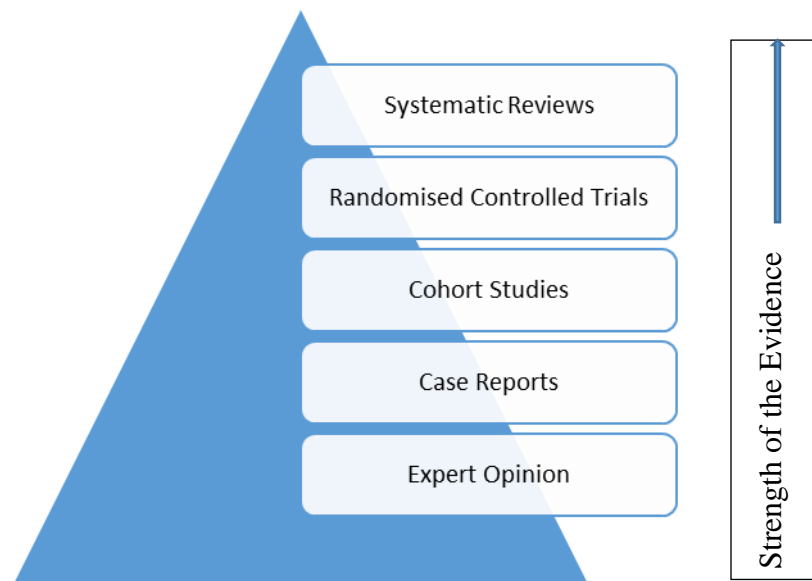 Systematic Reviews
Randomised Controlled Trials
Cohort Studies
Case Reports
Expert Opinion
Strength of the Evidence